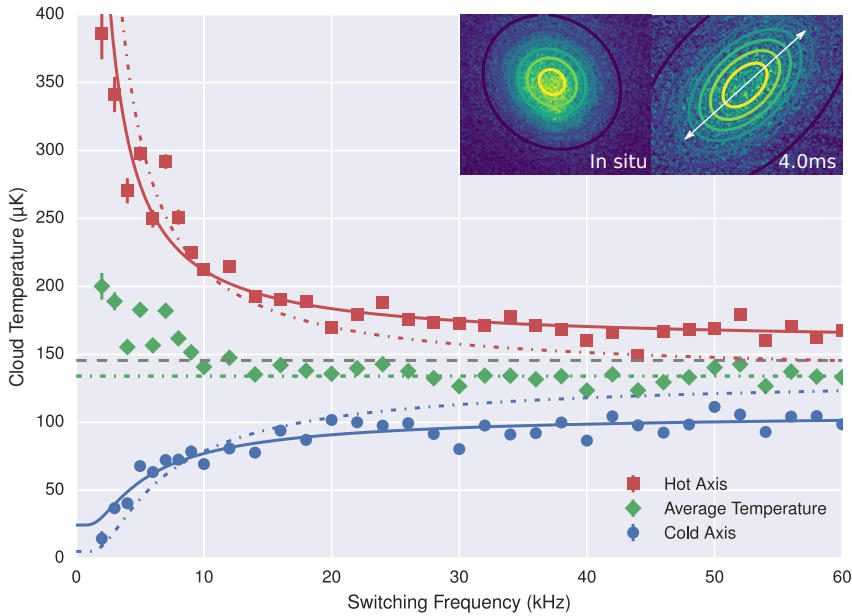 400
350
300
250
200
150
100
50
0
Cloud Temperature (µK)
In situ
4.0ms
Hot Axis
Average Temperature
Cold Axis
0 10 20 30 40 50 60
Switching Frequency (kHz)